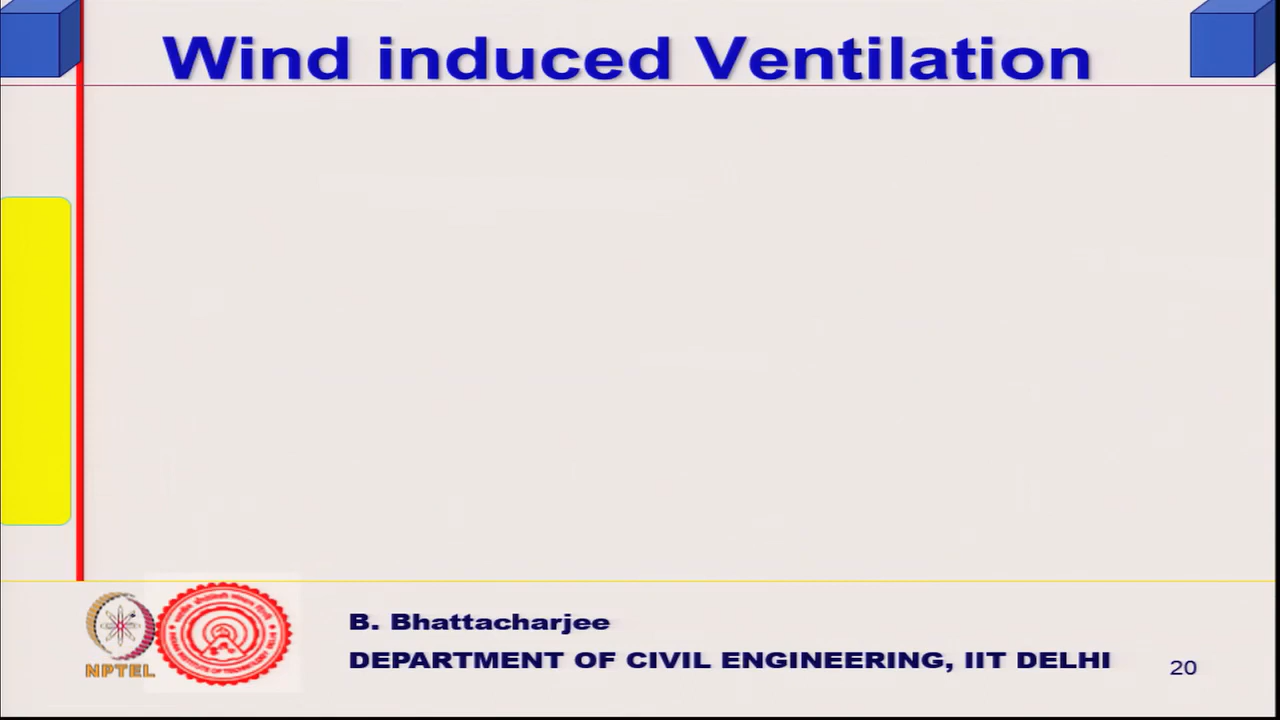 Wind induced Ventilation
B. Bhattacharjee
DEPARTMENT OF CIVIL ENGINEERING, IIT DELHI
20
NPTEL